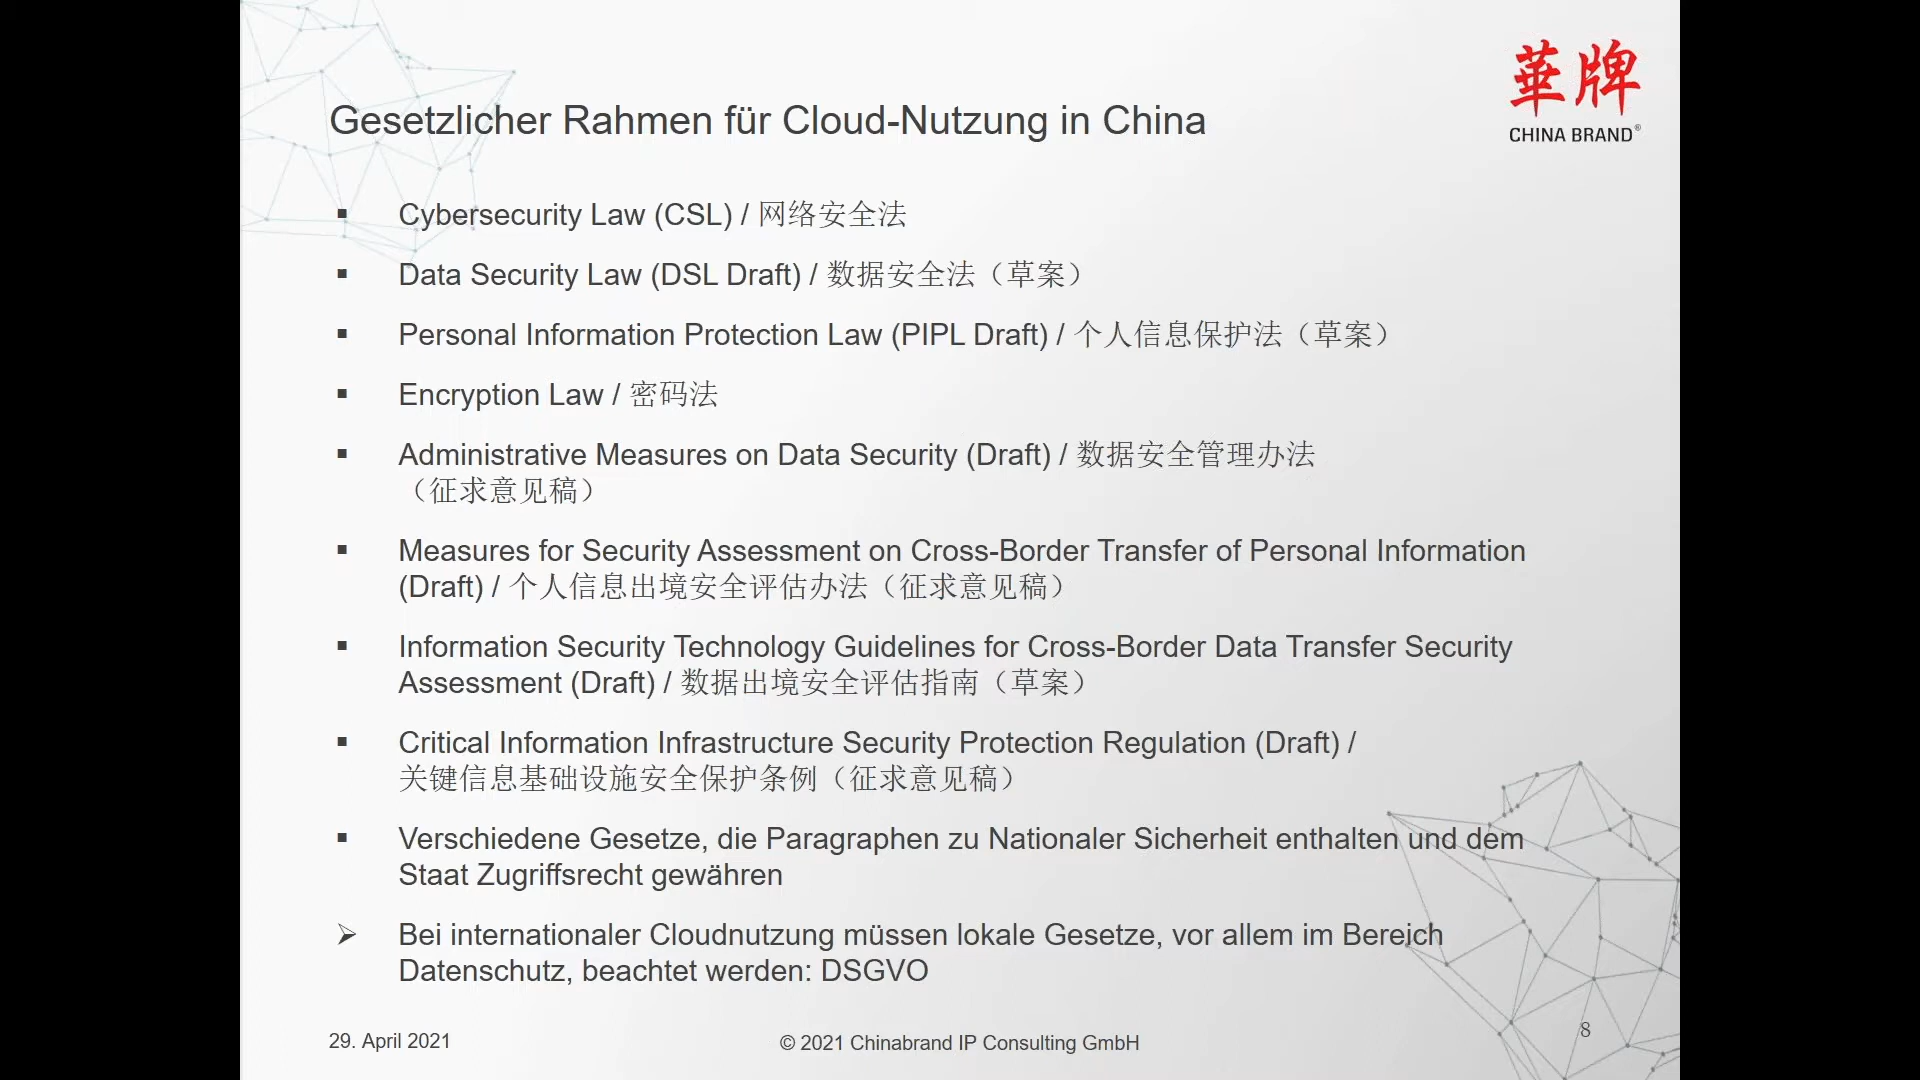 華牌
CHINA BRAND®
Gesetzlicher Rahmen für Cloud-Nutzung in China
▪ Cybersecurity Law (CSL) / 网络安全法
▪ Data Security Law (DSL Draft) / 数据安全法（草案）
▪ Personal Information Protection Law (PIPL Draft) / 个人信息保护法（草案）
▪ Encryption Law / 密码法
▪ Administrative Measures on Data Security (Draft) / 数据安全管理办法
（征求意见稿）
▪ Measures for Security Assessment on Cross-Border Transfer of Personal Information
(Draft) / 个人信息出境安全评估办法（征求意见稿）
▪ Information Security Technology Guidelines for Cross-Border Data Transfer Security
Assessment (Draft) / 数据出境安全评估指南（草案）
▪ Critical Information Infrastructure Security Protection Regulation (Draft) /
关键信息基础设施安全保护条例（征求意见稿）
▪ Verschiedene Gesetze, die Paragraphen zu Nationaler Sicherheit enthalten und dem
Staat Zugriffsrecht gewähren
➢ Bei internationaler Cloudnutzung müssen lokale Gesetze, vor allem im Bereich
Datenschutz, beachtet werden: DSGVO
29. April 2021
© 2021 Chinabrand IP Consulting GmbH
8